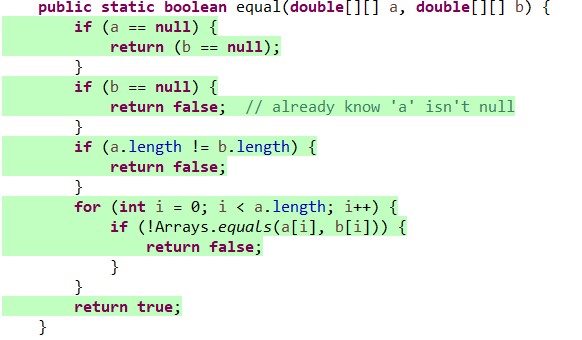 public static boolean equal(double[][] a, double[][] b) {
if (a == null) {
return (b == null);
}
if (b == null) {
return false;  // already know 'a' isn't null
}
if (a.length != b.length) {
return false;
}
for (int i = 0; i < a.length; i++) {
if (!Arrays.equals(a[i], b[i])) {
return false;
}
}
return true;
}